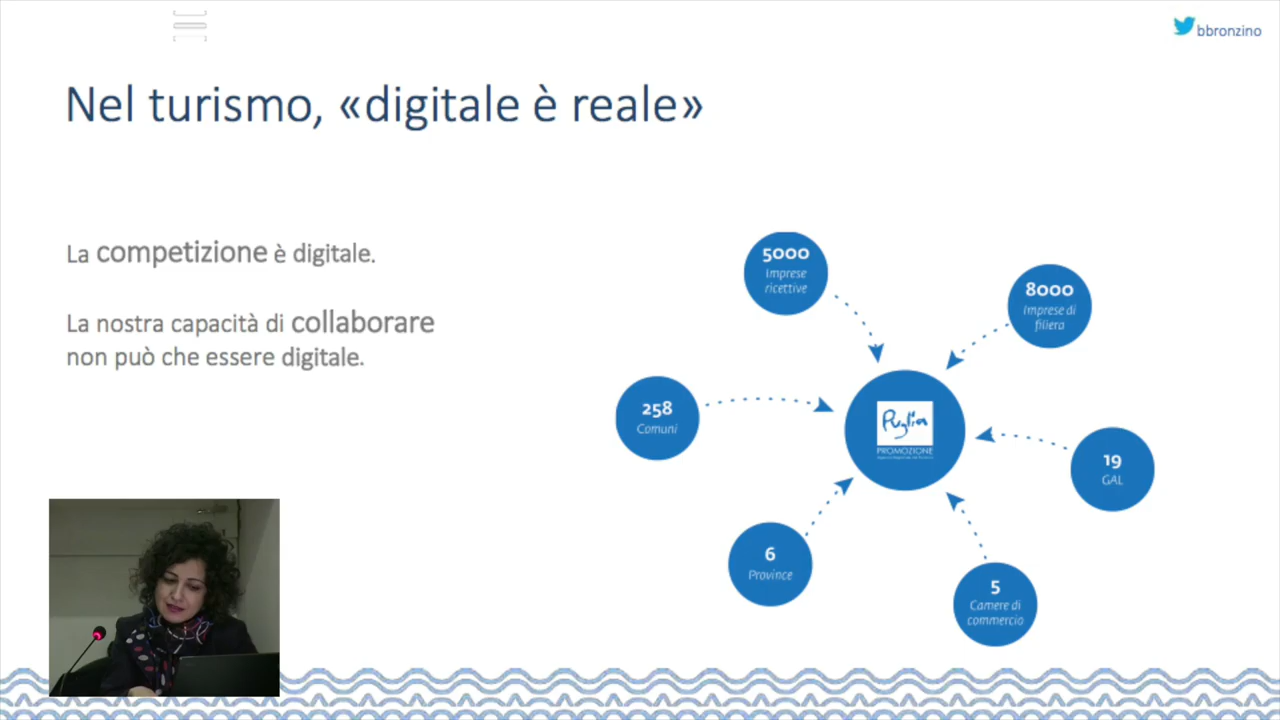 bbronzino
Nel turismo, «digitale è reale»
La competizione è digitale.
La nostra capacità di collaborare
non può che essere digitale.
5000
Imprese
ricettive
8000
Imprese di
filiera
258
Comuni
Puglia
PROMOZIONE
19
GAL
6
Province
5
Camere di
commercio